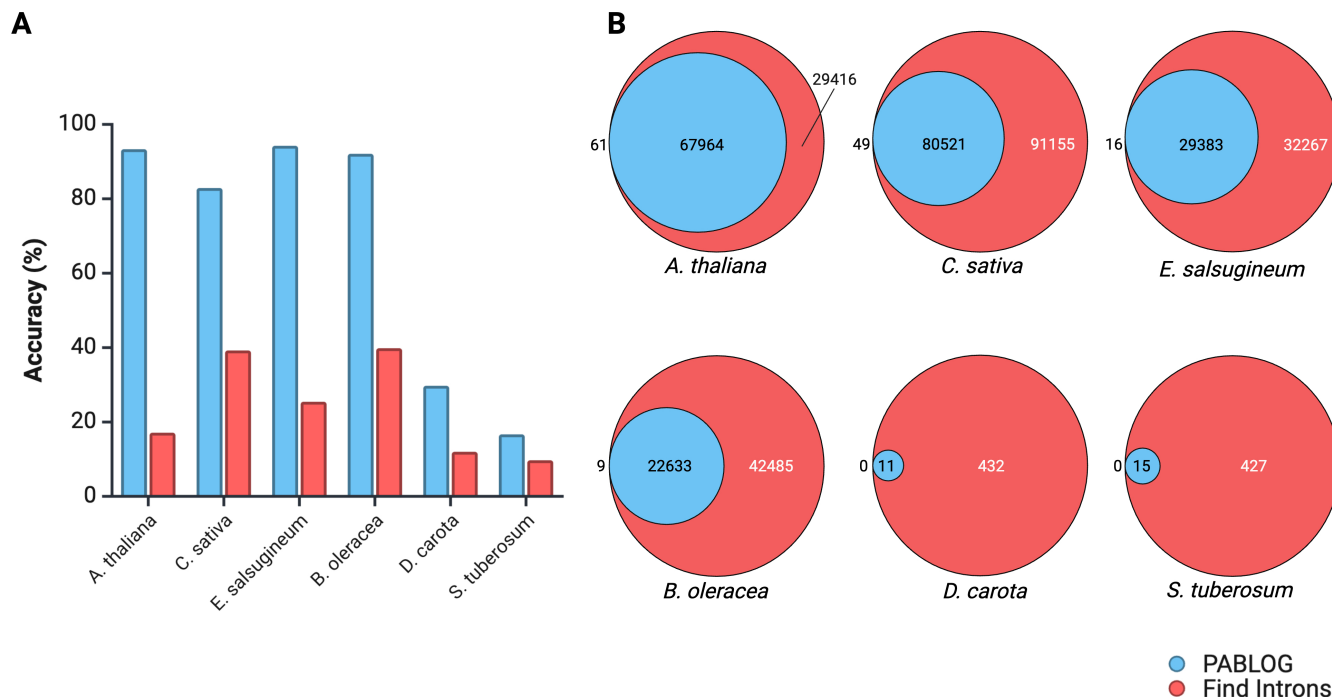 A
Accuracy (%)
100
80
60
40
20
0
A. thaliana
C. sativa
E. salsugineum
B. oleracea
D. carota
S. tuberosum
B
61
67964
29416
A. thaliana
49
80521
91155
C. sativa
16
29383
32267
E. salsugineum
9
22633
42485
B. oleracea
0
11
432
D. carota
0
15
427
S. tuberosum
PABLOG
Find Introns